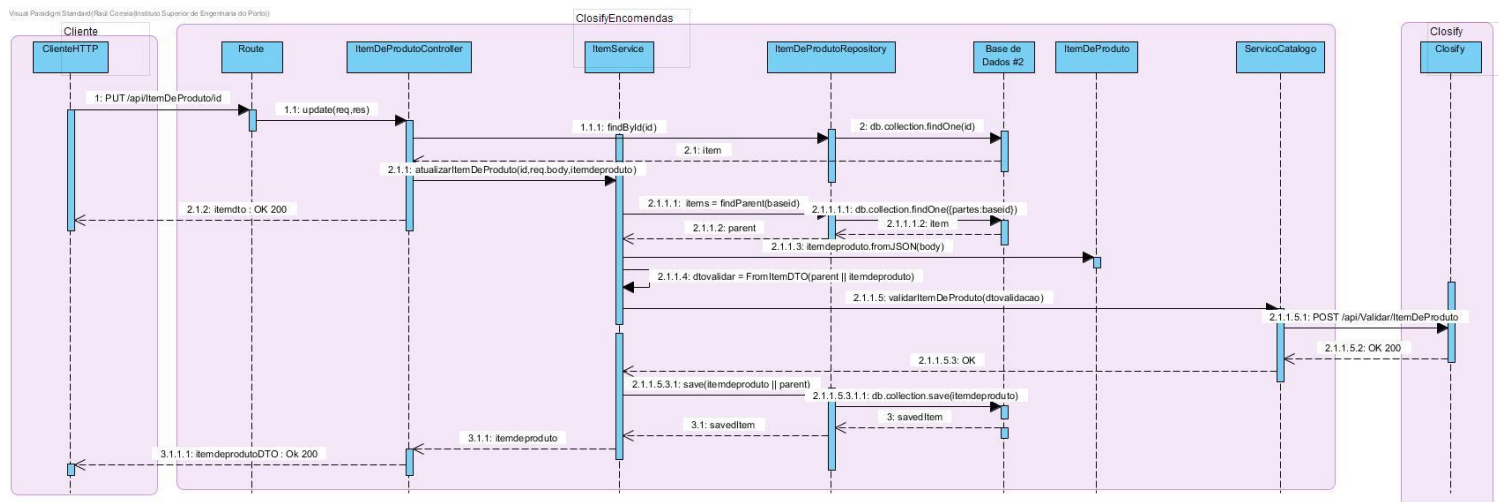 Visual Paradigm Standard(Raúl Correia(Instituto Superior de Engenharia do Porto))
Cliente
ClosifyEncomendas
Closify
ClienteHTTP
Route
ItemDeProdutoController
ItemService
ItemDeProdutoRepository
Base de
Dados #2
ItemDeProduto
ServicoCatalogo
Closify
1: PUT /api/ItemDeProduto/id
1.1: update(req,res)
1.1.1: findById(id)
2: db.collection.findOne(id)
2.1: item
2.1.1: atualizarItemDeProduto(id,req.body,itemdeproduto)
2.1.2: itemdto : OK 200
2.1.1.1: items = findParent(baseid)
2.1.1.1.1: db.collection.findOne({partes:baseid})
2.1.1.1.2: item
2.1.1.2: parent
2.1.1.3: itemdeproduto.fromJSON(body)
2.1.1.4: dtovalidar = FromItemDTO(parent || itemdeproduto)
2.1.1.5: validarItemDeProduto(dtovalidacao)
2.1.1.5.1: POST /api/Validar/ItemDeProduto
2.1.1.5.2: OK 200
2.1.1.5.3: OK
2.1.1.5.3.1: save(itemdeproduto || parent)
2.1.1.5.3.1.1: db.collection.save(itemdeproduto)
3: savedItem
3.1: savedItem
3.1.1: itemdeproduto
3.1.1.1: itemdeprodutoDTO : Ok 200